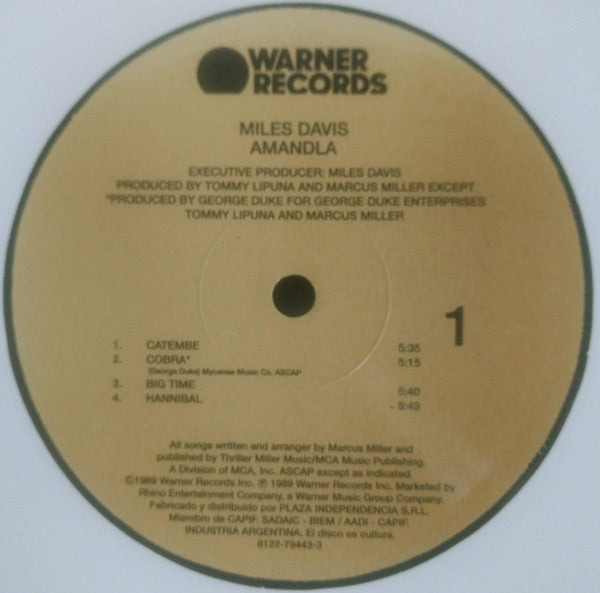 WARNER
RECORDS
MILES DAVIS
AMANDLA
EXECUTIVE PRODUCER: MILES DAVIS
PRODUCED BY TOMMY LIPUNA AND MARCUS MILLER EXCEPT
*PRODUCED BY GEORGE DUKE FOR GEORGE DUKE ENTERPRISES
TOMMY LIPUNA AND MARCUS MILLER
1
1. CATEMBE 5:35
2. COBRA* 5:15
(George Duke) Mycenae Music Co. ASCAP
3. BIG TIME 5:40
4. HANNIBAL 5:49
All songs written and arranger by Marcus Miller and
published by Thriller Miller Music/MCA Music Publishing.
A Division of MCA, Inc. ASCAP except as indicated.
©1989 Warner Records Inc. ℗ 1989 Warner Records Inc. Marketed by
Rhino Entertainment Company, a Warner Music Group Company.
Fabricado y distribuido por PLAZA INDEPENDENCIA S.R.L.
Miembro de CAPIF. SADAIC - BIEM / AADI - CAPIF.
INDUSTRIA ARGENTINA. El disco es cultura.
8122-79443-3